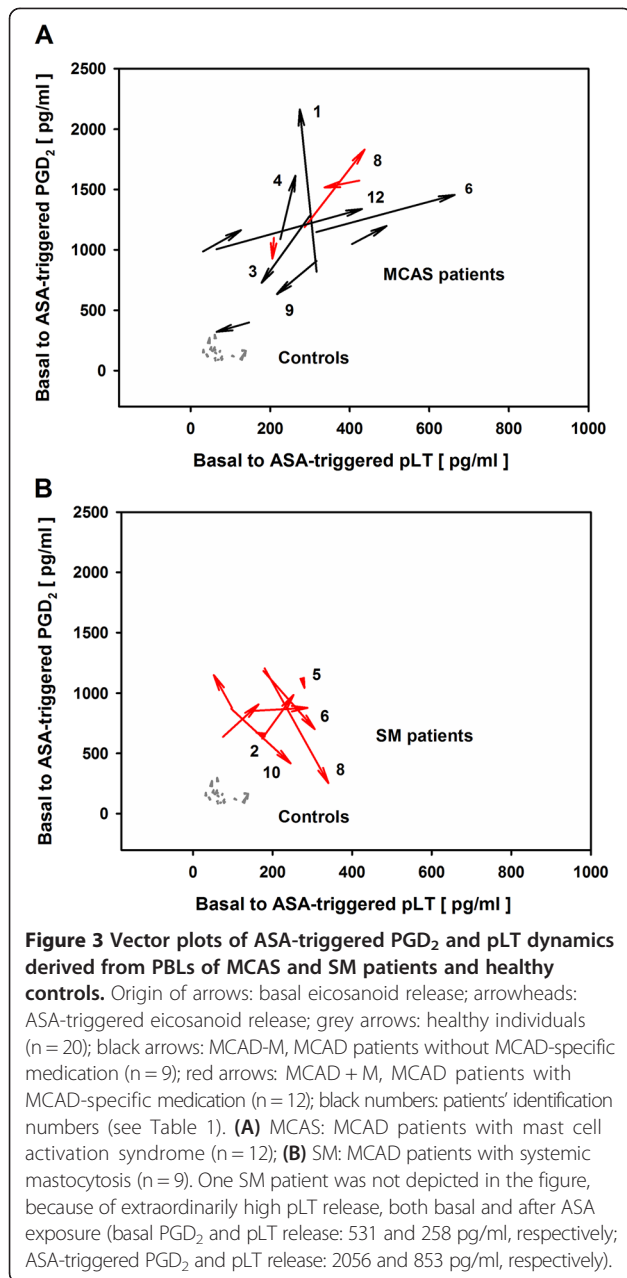 A
2500
2000
1500
1000
500
0
Basal to ASA-triggered PGD₂ [ pg/ml ]
1
8
4
6
12
3
MCAS patients
9
Controls
0 200 400 600 800 1000
Basal to ASA-triggered pLT [ pg/ml ]
B
2500
2000
1500
1000
500
0
Basal to ASA-triggered PGD₂ [ pg/ml ]
5
6
SM patients
2
10
8
Controls
0 200 400 600 800 1000
Basal to ASA-triggered pLT [ pg/ml ]
Figure 3 Vector plots of ASA-triggered PGD₂ and pLT dynamics
derived from PBLs of MCAS and SM patients and healthy
controls. Origin of arrows: basal eicosanoid release; arrowheads:
ASA-triggered eicosanoid release; grey arrows: healthy individuals
(n = 20); black arrows: MCAD-M, MCAD patients without MCAD-specific
medication (n = 9); red arrows: MCAD + M, MCAD patients with
MCAD-specific medication (n = 12); black numbers: patients' identification
numbers (see Table 1). (A) MCAS: MCAD patients with mast cell
activation syndrome (n = 12); (B) SM: MCAD patients with systemic
mastocytosis (n = 9). One SM patient was not depicted in the figure,
because of extraordinarily high pLT release, both basal and after ASA
exposure (basal PGD₂ and pLT release: 531 and 258 pg/ml, respectively;
ASA-triggered PGD₂ and pLT release: 2056 and 853 pg/ml, respectively).